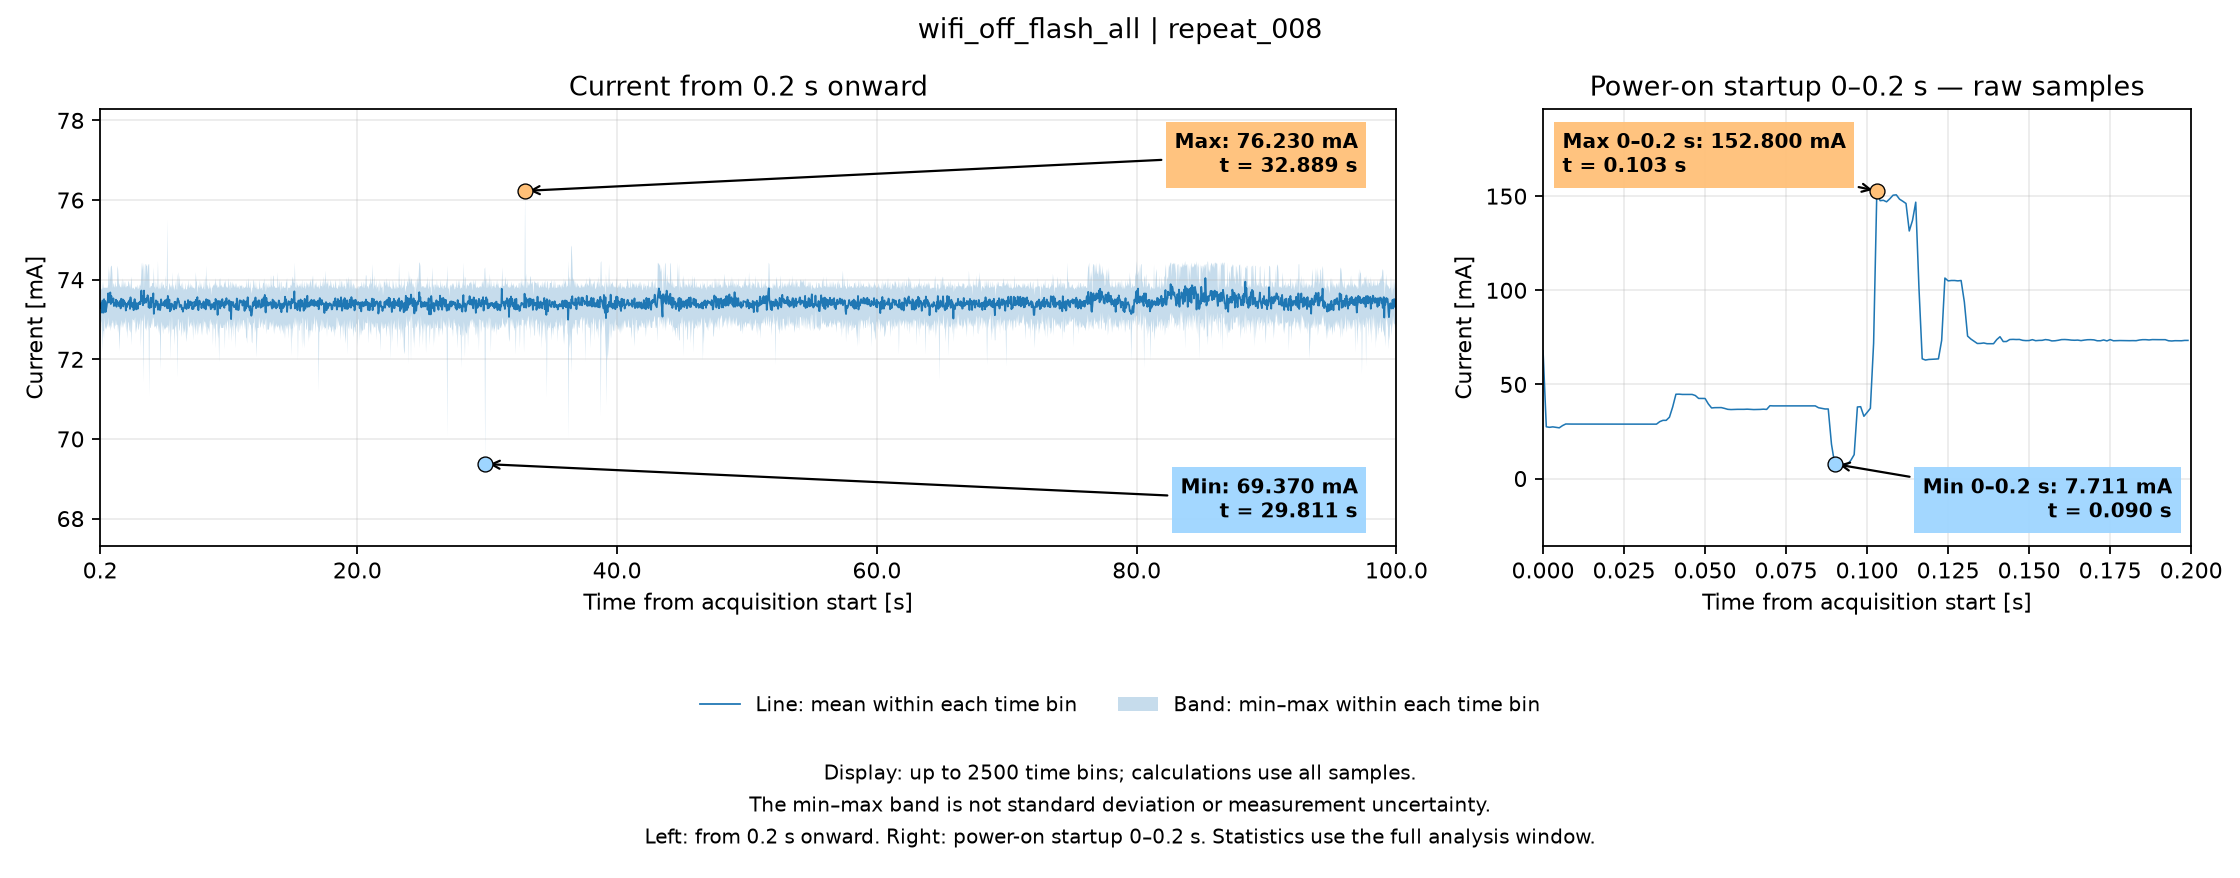 wifi_off_flash_all | repeat_008
Current from 0.2 s onward
Current [mA]
78
76
74
72
70
68
Max: 76.230 mA
t = 32.889 s
Min: 69.370 mA
t = 29.811 s
0.2 20.0 40.0 60.0 80.0 100.0
Time from acquisition start [s]
Power-on startup 0–0.2 s — raw samples
Current [mA]
150
100
50
0
Max 0–0.2 s: 152.800 mA
t = 0.103 s
Min 0–0.2 s: 7.711 mA
t = 0.090 s
0.000 0.025 0.050 0.075 0.100 0.125 0.150 0.175 0.200
Time from acquisition start [s]
Line: mean within each time bin
Band: min–max within each time bin
Display: up to 2500 time bins; calculations use all samples.
The min–max band is not standard deviation or measurement uncertainty.
Left: from 0.2 s onward. Right: power-on startup 0–0.2 s. Statistics use the full analysis window.